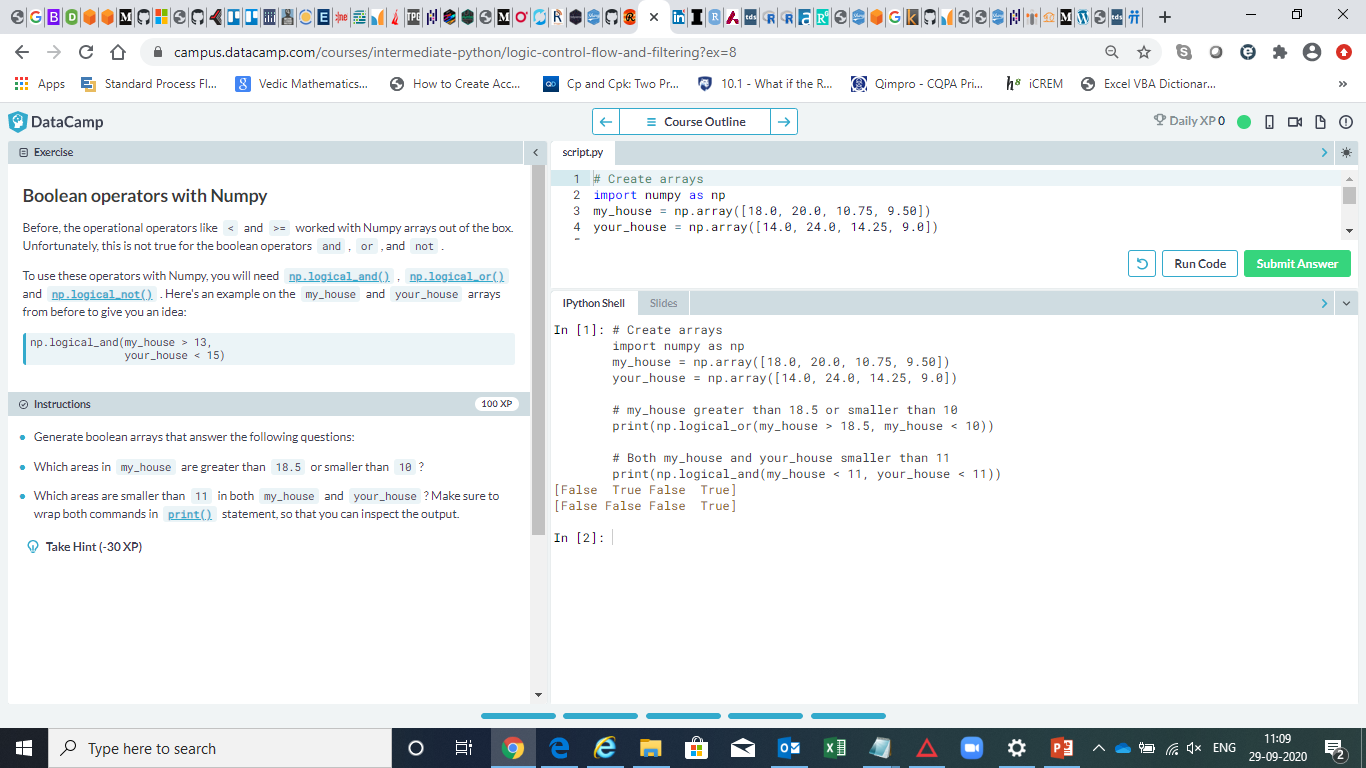 campus.datacamp.com/courses/intermediate-python/logic-control-flow-and-filtering?ex=8
Apps Standard Process Fl... Vedic Mathematics... How to Create Acc... Cp and Cpk: Two Pr... 10.1 - What if the R... Qimpro - CQPA Pri... iCREM Excel VBA Dictionar... »
DataCamp
Course Outline
Daily XP 0
Exercise
Boolean operators with Numpy
Before, the operational operators like < and >= worked with Numpy arrays out of the box.
Unfortunately, this is not true for the boolean operators and , or , and not .
To use these operators with Numpy, you will need np.logical_and() , np.logical_or()
and np.logical_not() . Here's an example on the my_house and your_house arrays
from before to give you an idea:
np.logical_and(my_house > 13,
your_house < 15)
Instructions
100 XP
Generate boolean arrays that answer the following questions:
Which areas in my_house are greater than 18.5 or smaller than 10 ?
Which areas are smaller than 11 in both my_house and your_house ? Make sure to
wrap both commands in print() statement, so that you can inspect the output.
Take Hint (-30 XP)
script.py
1 # Create arrays
2 import numpy as np
3 my_house = np.array([18.0, 20.0, 10.75, 9.50])
4 your_house = np.array([14.0, 24.0, 14.25, 9.0])
Run Code
Submit Answer
IPython Shell
Slides
In [1]: # Create arrays
import numpy as np
my_house = np.array([18.0, 20.0, 10.75, 9.50])
your_house = np.array([14.0, 24.0, 14.25, 9.0])
# my_house greater than 18.5 or smaller than 10
print(np.logical_or(my_house > 18.5, my_house < 10))
# Both my_house and your_house smaller than 11
print(np.logical_and(my_house < 11, your_house < 11))
[False  True False  True]
[False False False  True]
In [2]:
Type here to search
ENG
11:09
29-09-2020
2